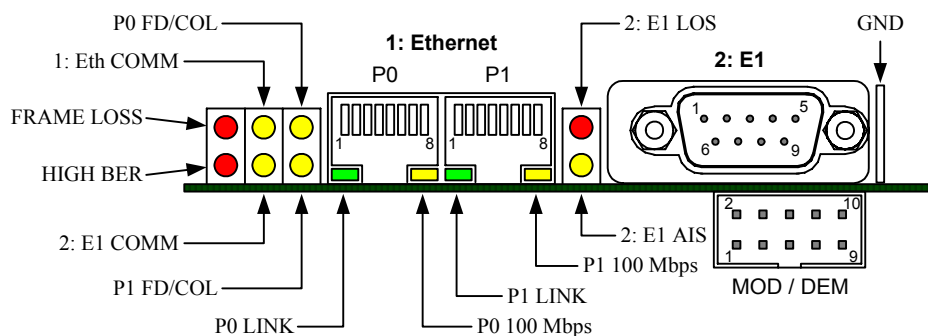 P0 FD/COL
2: E1 LOS
GND
1: Ethernet
1: Eth COMM
2: E1
P0
P1
FRAME LOSS
1
5
1
8
1
8
6
9
HIGH BER
2
10
2: E1 COMM
2: E1 AIS
1
9
P1 100 Mbps
P1 FD/COL
MOD / DEM
P1 LINK
P0 LINK
P0 100 Mbps